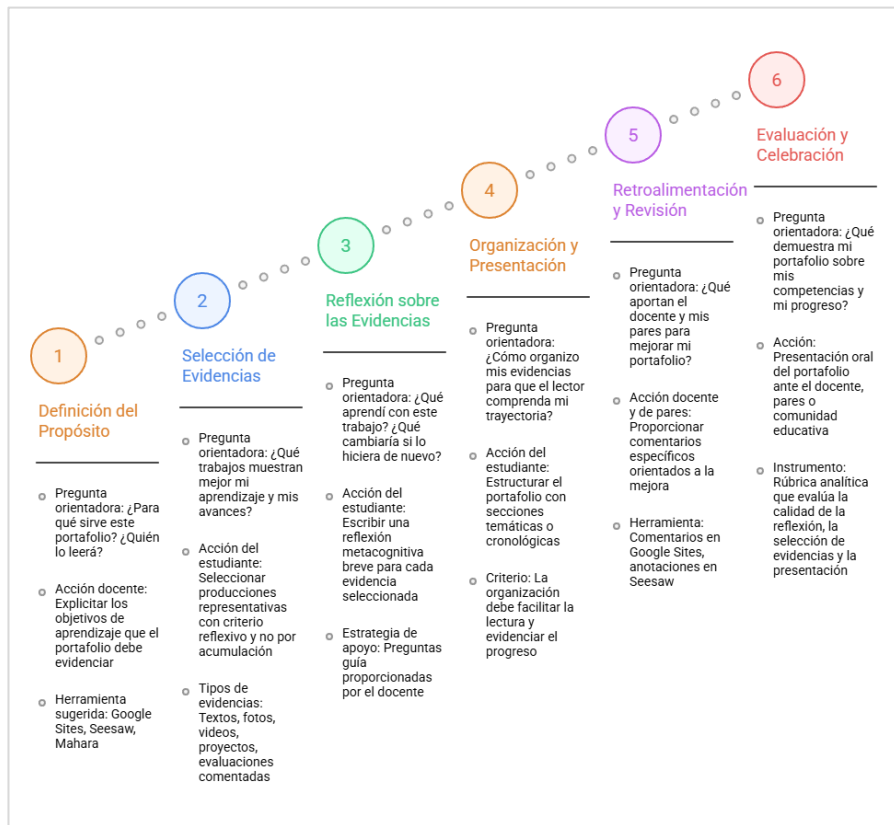 1
Definición del
Propósito
Pregunta
orientadora: ¿Para
qué sirve este
portafolio? ¿Quién
lo leerá?
Acción docente:
Explicitar los
objetivos de
aprendizaje que el
portafolio debe
evidenciar
Herramienta
sugerida: Google
Sites, Seesaw,
Mahara
2
Selección de
Evidencias
Pregunta
orientadora: ¿Qué
trabajos muestran
mejor mi
aprendizaje y mis
avances?
Acción del
estudiante:
Seleccionar
producciones
representativas
con criterio
reflexivo y no por
acumulación
Tipos de
evidencias:
Textos, fotos,
videos,
proyectos,
evaluaciones
comentadas
3
Reflexión sobre
las Evidencias
Pregunta
orientadora: ¿Qué
aprendí con este
trabajo? ¿Qué
cambiaría si lo
hiciera de nuevo?
Acción del
estudiante:
Escribir una
reflexión
metacognitiva
breve para cada
evidencia
seleccionada
Estrategia de
apoyo: Preguntas
guía
proporcionadas
por el docente
4
Organización y
Presentación
Pregunta
orientadora:
¿Cómo organizo
mis evidencias
para que el lector
comprenda mi
trayectoria?
Acción del
estudiante:
Estructurar el
portafolio con
secciones
temáticas o
cronológicas
Criterio: La
organización
debe facilitar la
lectura y
evidenciar el
progreso
5
Retroalimentación
y Revisión
Pregunta
orientadora: ¿Qué
aportan el
docente y mis
pares para
mejorar mi
portafolio?
Acción docente
y de pares:
Proporcionar
comentarios
específicos
orientados a la
mejora
Herramienta:
Comentarios en
Google Sites,
anotaciones en
Seesaw
6
Evaluación y
Celebración
Pregunta
orientadora: ¿Qué
demuestra mi
portafolio sobre
mis
competencias y
mi progreso?
Acción:
Presentación oral
del portafolio
ante el docente,
pares o
comunidad
educativa
Instrumento:
Rúbrica analítica
que evalúa la
calidad de la
reflexión, la
selección de
evidencias y la
presentación